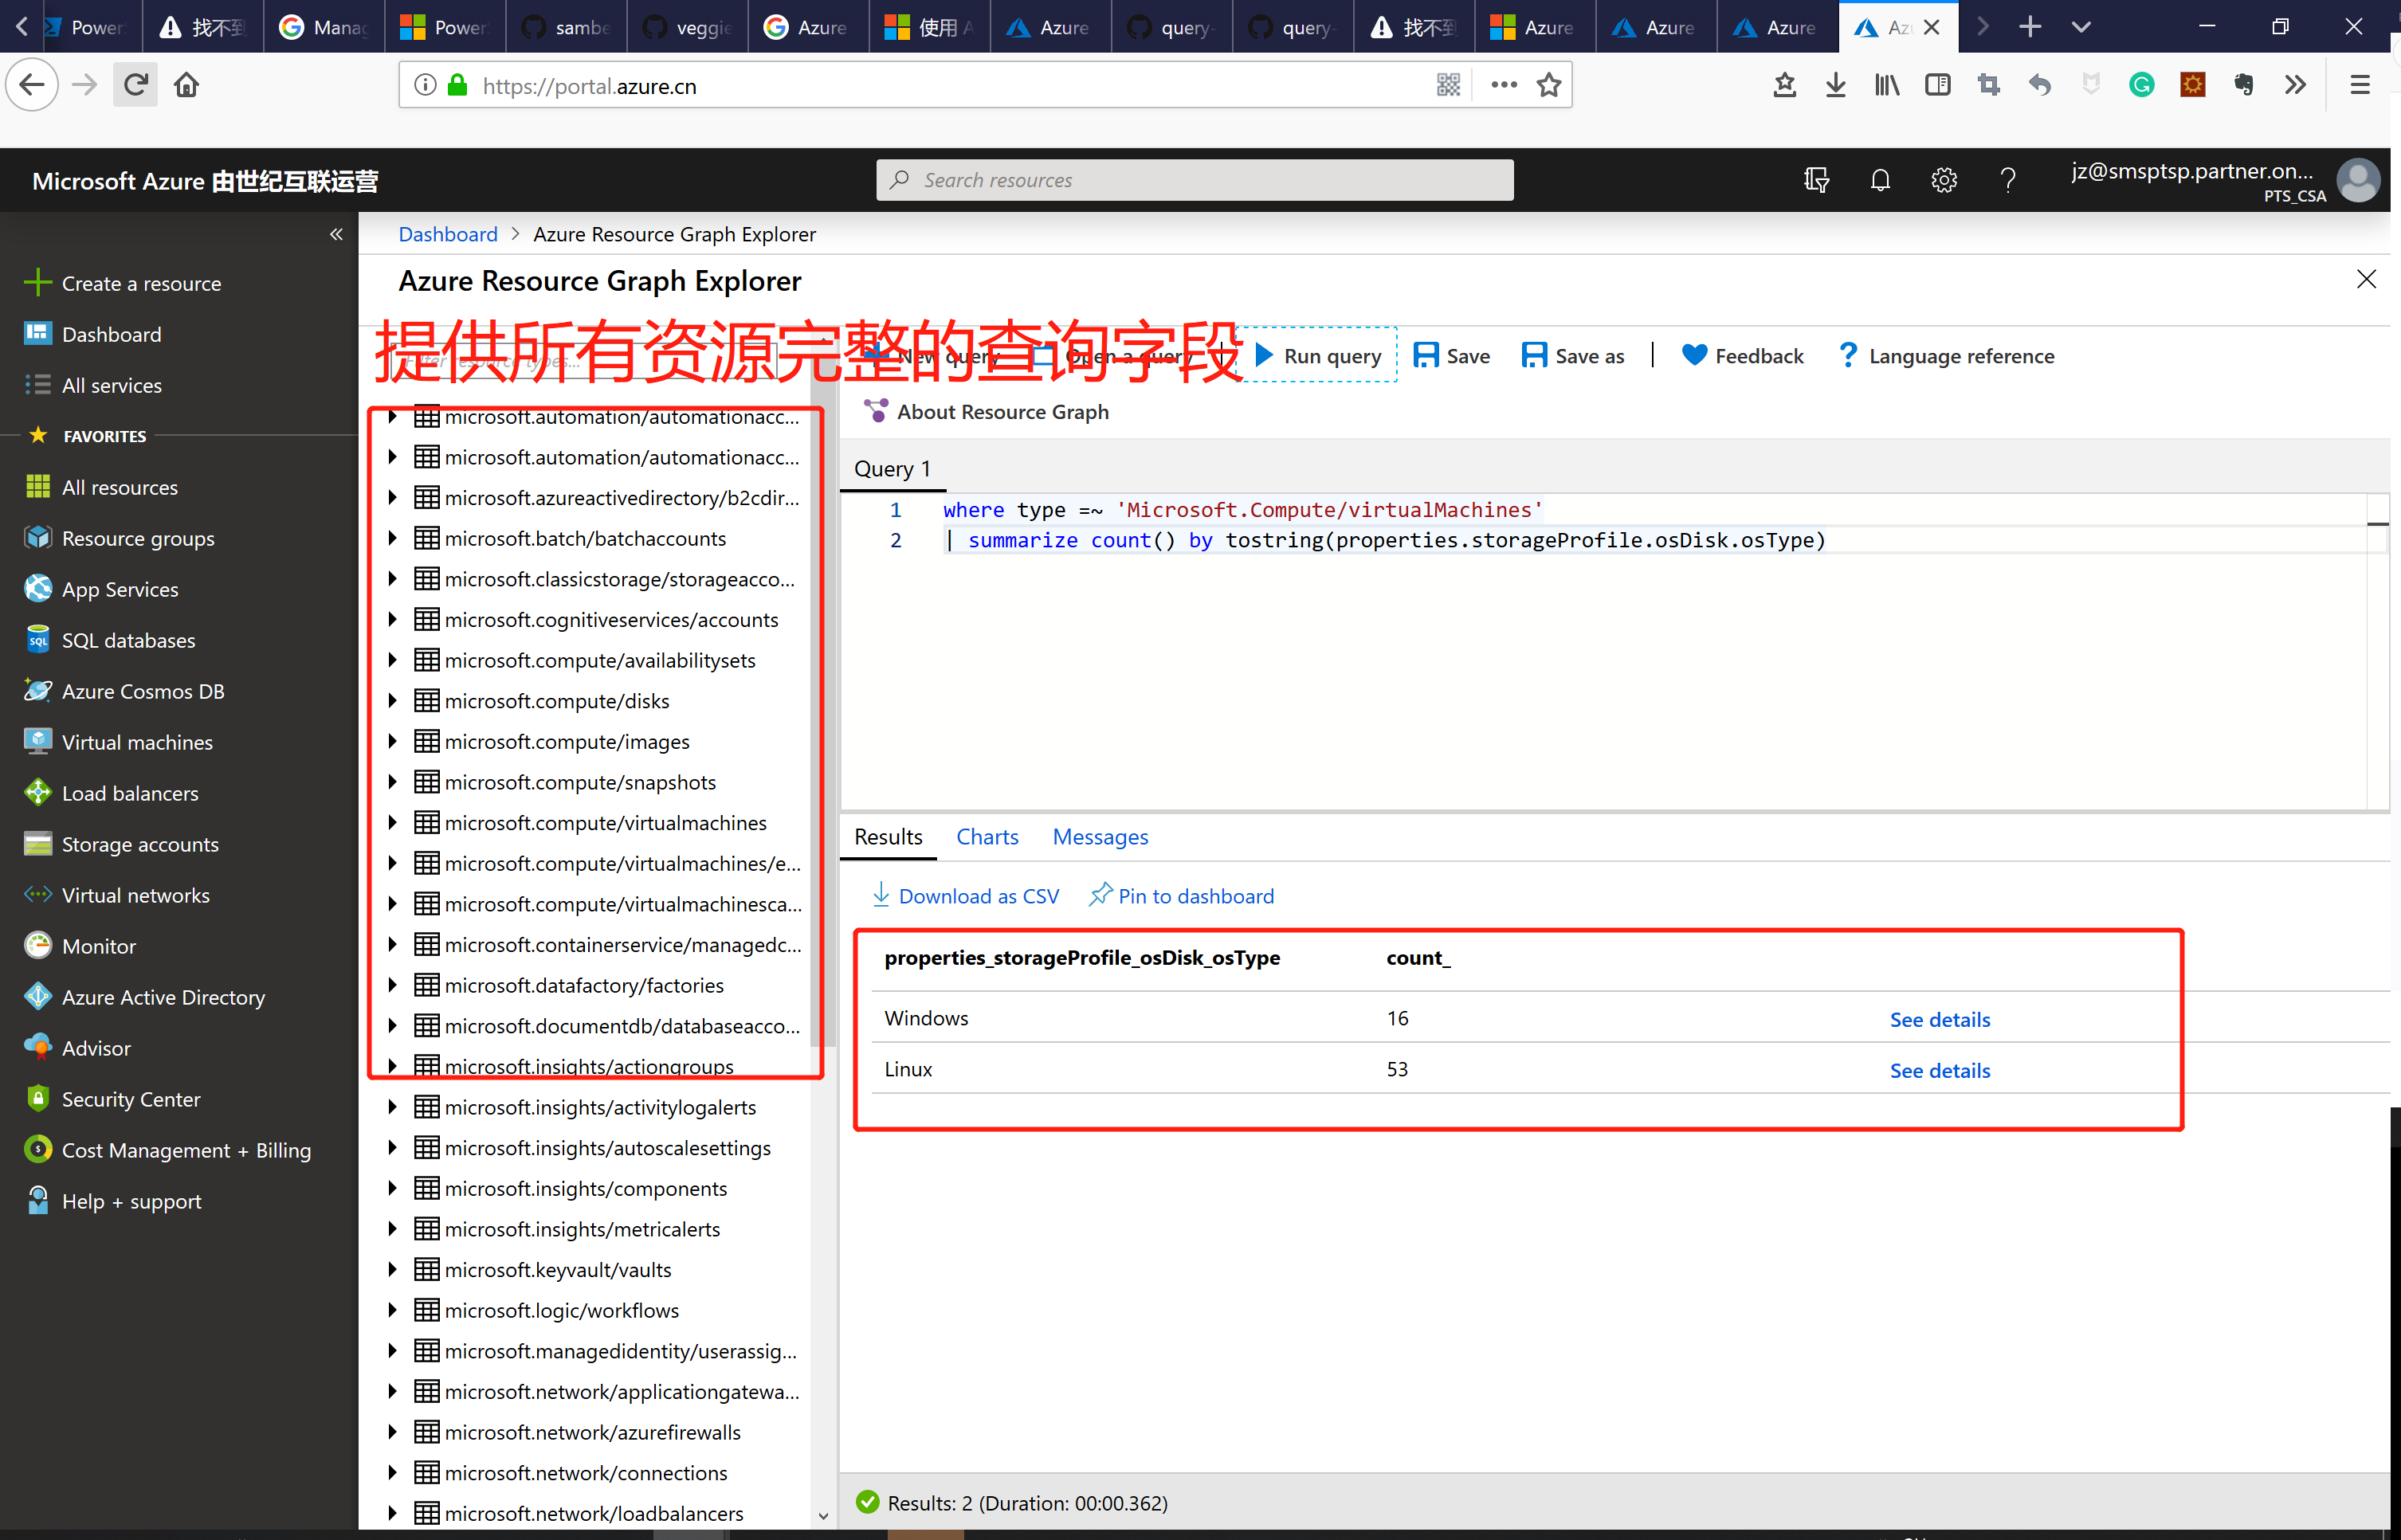 Power
找不到
Manag
Power
sambe
veggie
Azure
使用 A
Azure
query-
query-
找不到
Azure
Azure
Azure
Az
https://portal.azure.cn
Microsoft Azure 由世纪互联运营
Search resources
jz@smsptsp.partner.on...
PTS_CSA
Create a resource
Dashboard
All services
FAVORITES
All resources
Resource groups
App Services
SQL databases
Azure Cosmos DB
Virtual machines
Load balancers
Storage accounts
Virtual networks
Monitor
Azure Active Directory
Advisor
Security Center
Cost Management + Billing
Help + support
Dashboard > Azure Resource Graph Explorer
Azure Resource Graph Explorer
提供所有资源完整的查询字段
Filter resource types...
New query
Open a query
Run query
Save
Save as
Feedback
Language reference
About Resource Graph
microsoft.automation/automationacc...
microsoft.automation/automationacc...
microsoft.azureactivedirectory/b2cdir...
microsoft.batch/batchaccounts
microsoft.classicstorage/storageacco...
microsoft.cognitiveservices/accounts
microsoft.compute/availabilitysets
microsoft.compute/disks
microsoft.compute/images
microsoft.compute/snapshots
microsoft.compute/virtualmachines
microsoft.compute/virtualmachines/e...
microsoft.compute/virtualmachinesca...
microsoft.containerservice/managedc...
microsoft.datafactory/factories
microsoft.documentdb/databaseacco...
microsoft.insights/actiongroups
microsoft.insights/activitylogalerts
microsoft.insights/autoscalesettings
microsoft.insights/components
microsoft.insights/metricalerts
microsoft.keyvault/vaults
microsoft.logic/workflows
microsoft.managedidentity/userassig...
microsoft.network/applicationgatewa...
microsoft.network/azurefirewalls
microsoft.network/connections
microsoft.network/loadbalancers
Query 1
1 where type =~ 'Microsoft.Compute/virtualMachines'
2 | summarize count() by tostring(properties.storageProfile.osDisk.osType)
Results
Charts
Messages
Download as CSV
Pin to dashboard
properties_storageProfile_osDisk_osType count_
Windows 16 See details
Linux 53 See details
Results: 2 (Duration: 00:00.362)